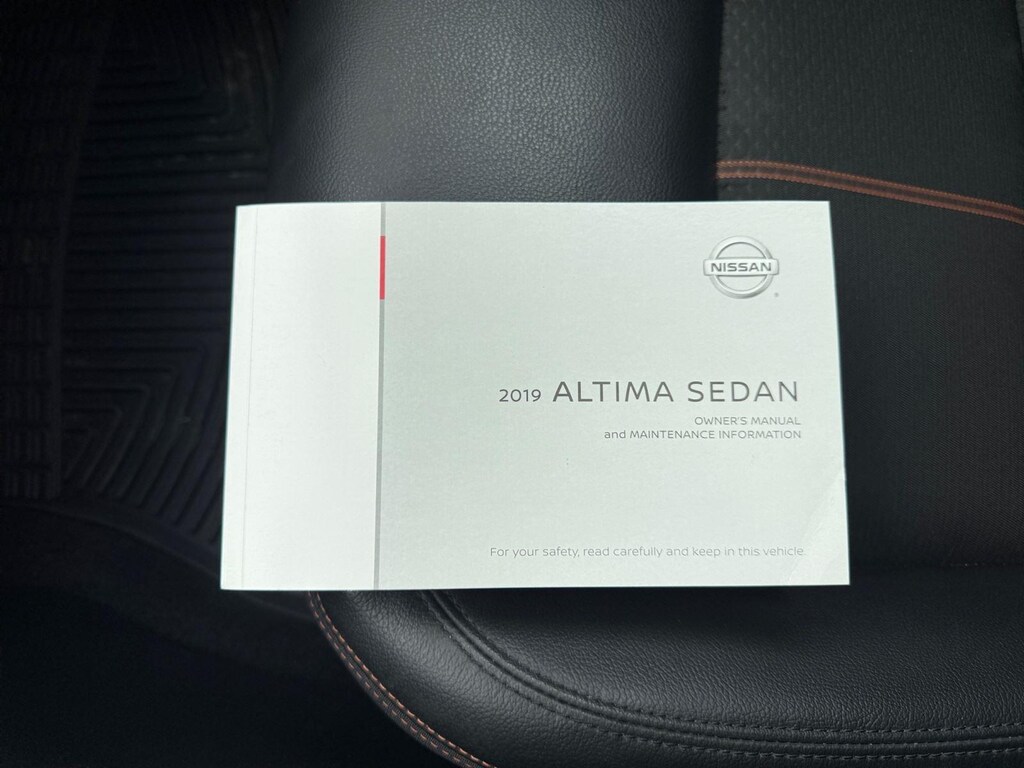 NISSAN
2019 ALTIMA SEDAN
OWNER'S MANUAL
and MAINTENANCE INFORMATION
For your safety, read carefully and keep in this vehicle.